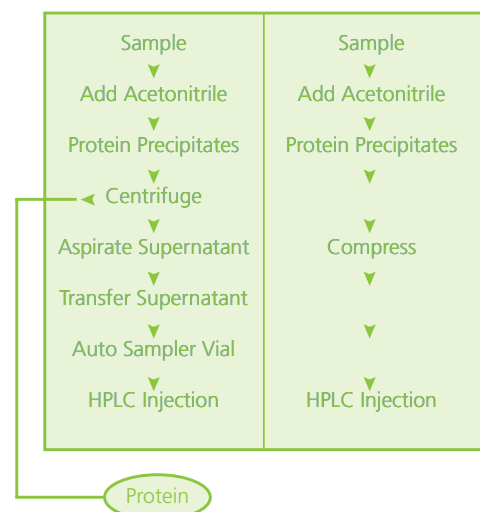 Sample
Add Acetonitrile
Protein Precipitates
Centrifuge
Aspirate Supernatant
Transfer Supernatant
Auto Sampler Vial
HPLC Injection
Sample
Add Acetonitrile
Protein Precipitates
Compress
HPLC Injection
Protein